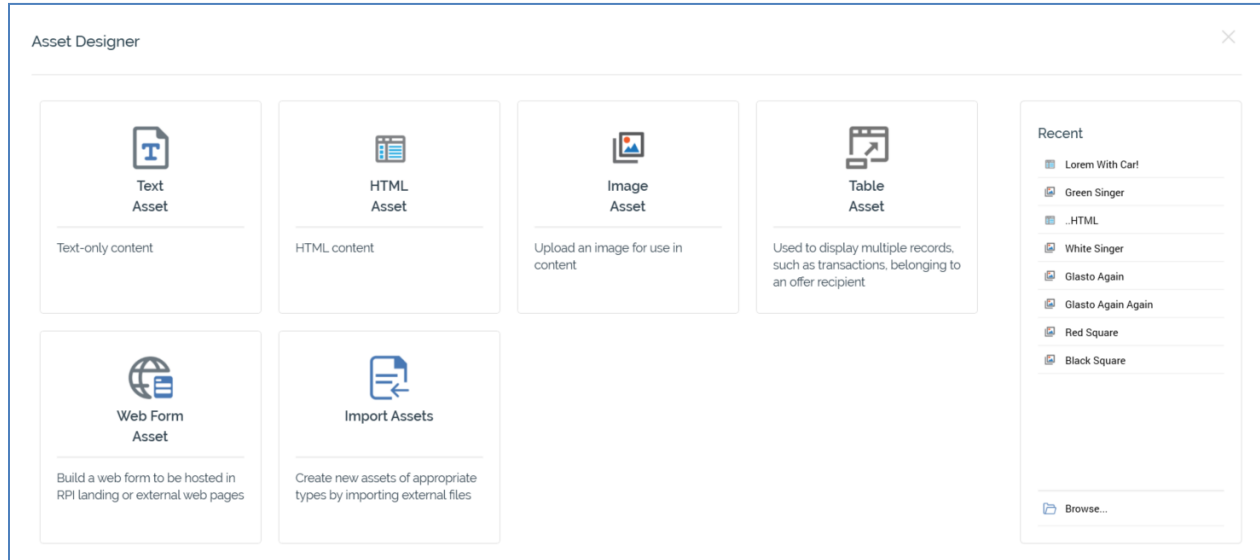 Asset Designer
Text
Asset
Text-only content
HTML
Asset
HTML content
Image
Asset
Upload an image for use in
content
Table
Asset
Used to display multiple records,
such as transactions, belonging to
an offer recipient
Web Form
Asset
Build a web form to be hosted in
RPI landing or external web pages
Import Assets
Create new assets of appropriate
types by importing external files
Recent
Lorem With Car!
Green Singer
..HTML
White Singer
Glasto Again
Glasto Again Again
Red Square
Black Square
Browse...